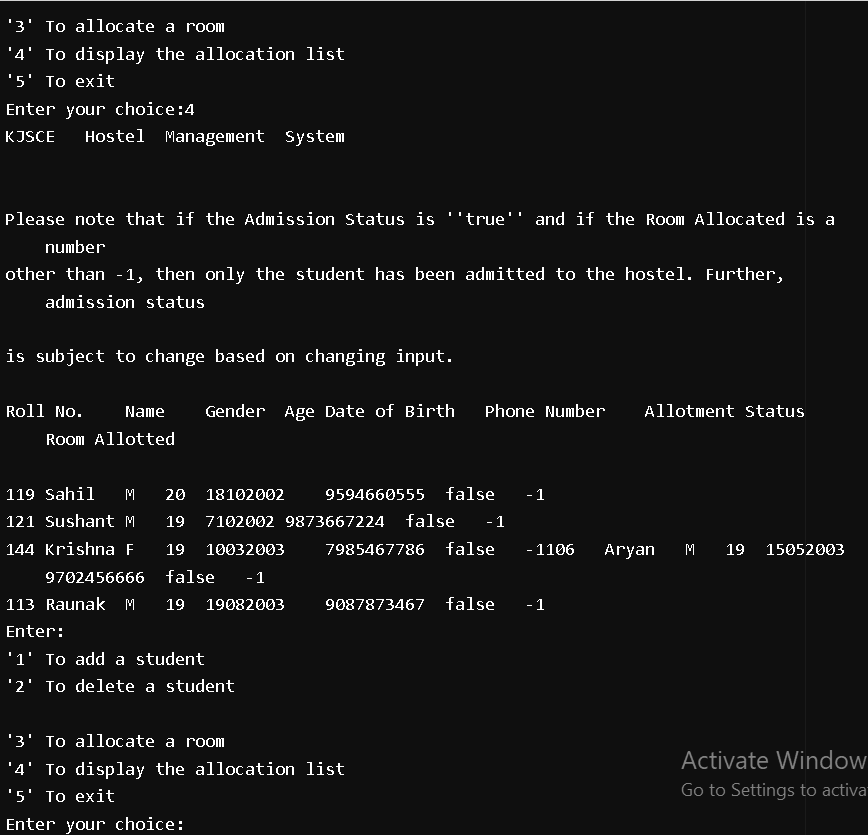 '3' To allocate a room
'4' To display the allocation list
'5' To exit
Enter your choice:4
KJSCE   Hostel  Management  System
Please note that if the Admission Status is ''true'' and if the Room Allocated is a
    number
other than -1, then only the student has been admitted to the hostel. Further,
    admission status
is subject to change based on changing input.
Roll No.    Name    Gender  Age Date of Birth   Phone Number    Allotment Status
    Room Allotted
119 Sahil   M   20  18102002    9594660555  false   -1
121 Sushant M   19  7102002 9873667224  false   -1
144 Krishna F   19  10032003    7985467786  false   -1106   Aryan   M   19  15052003
    9702456666  false   -1
113 Raunak  M   19  19082003    9087873467  false   -1
Enter:
'1' To add a student
'2' To delete a student
'3' To allocate a room
'4' To display the allocation list
'5' To exit
Enter your choice:
Activate Window
Go to Settings to activa